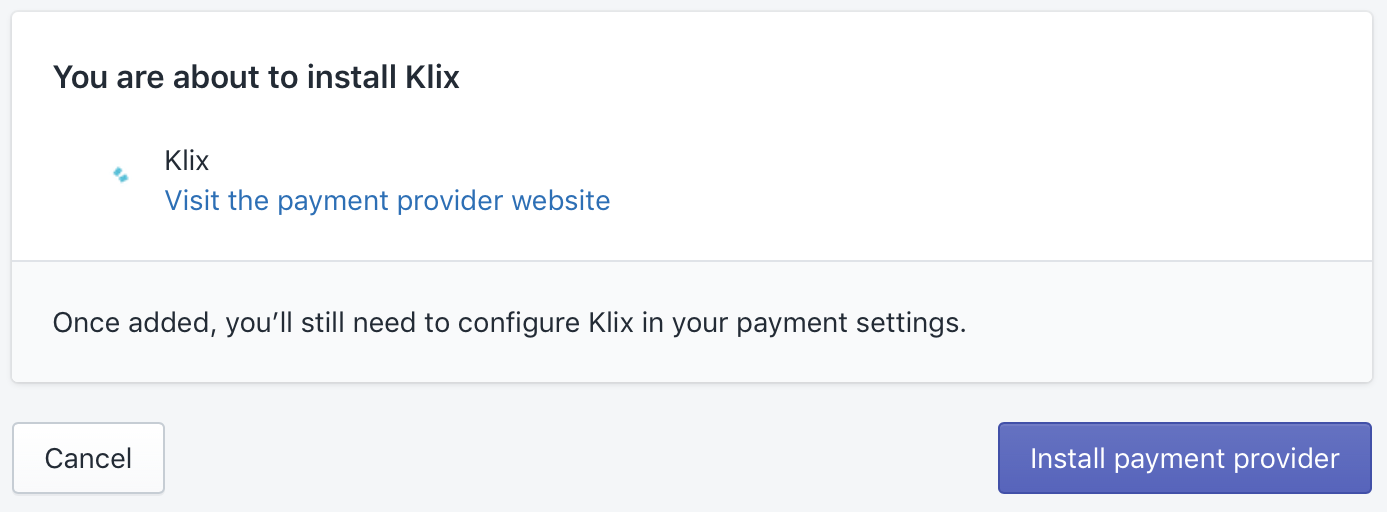 You are about to install Klix
Klix
Visit the payment provider website
Once added, you’ll still need to configure Klix in your payment settings.
Cancel
Install payment provider